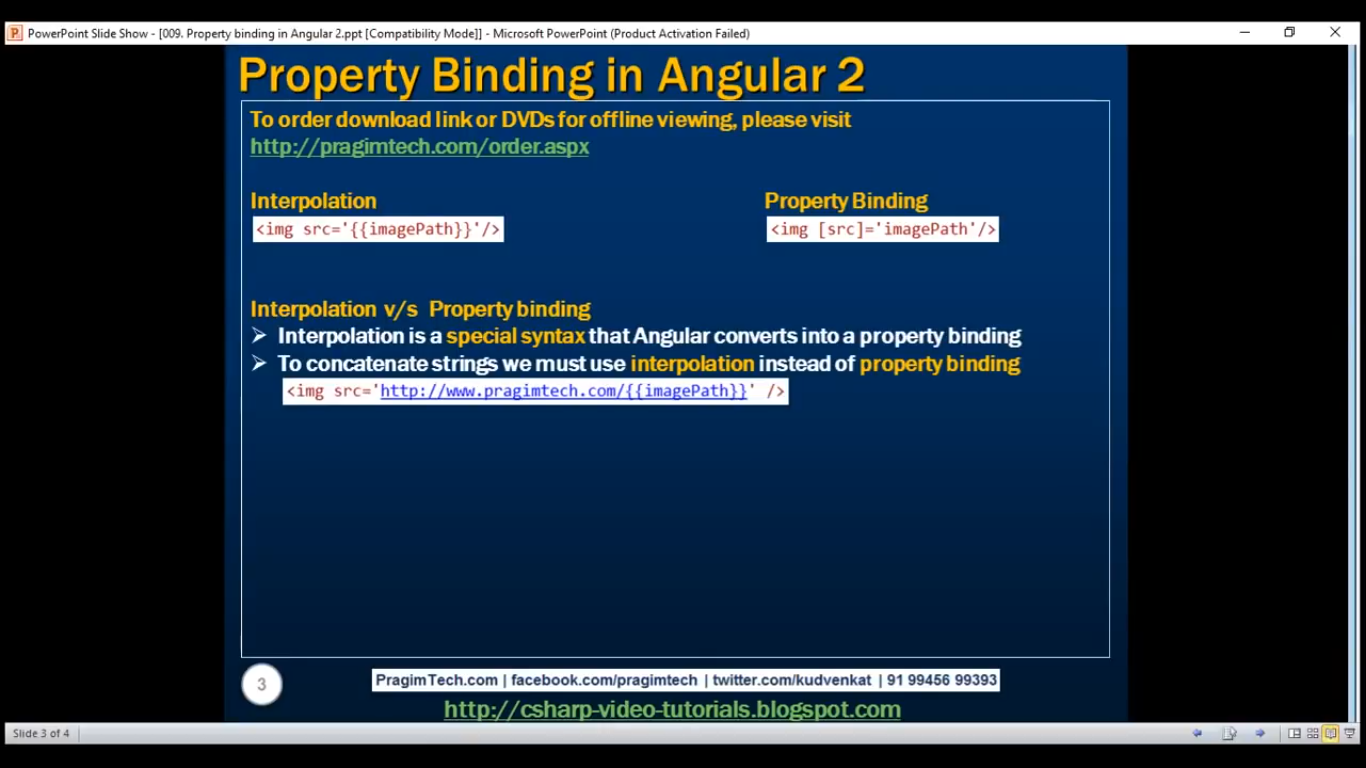 PowerPoint Slide Show - [009. Property binding in Angular 2.ppt [Compatibility Mode]] - Microsoft PowerPoint (Product Activation Failed)
Property Binding in Angular 2
To order download link or DVDs for offline viewing, please visit
http://pragimtech.com/order.aspx
Interpolation
<img src='{{imagePath}}'/>
Property Binding
<img [src]='imagePath'/>
Interpolation v/s Property binding
➢ Interpolation is a special syntax that Angular converts into a property binding
➢ To concatenate strings we must use interpolation instead of property binding
<img src='http://www.pragimtech.com/{{imagePath}}' />
3
PragimTech.com | facebook.com/pragimtech | twitter.com/kudvenkat | 91 99456 99393
http://csharp-video-tutorials.blogspot.com
Slide 3 of 4